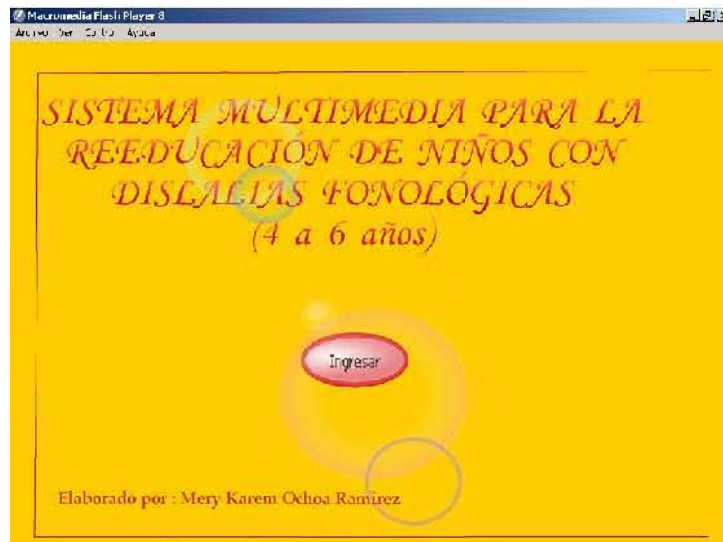 Macromedia Flash Player 8
Ayuda
SISTEMA MULTIMEDIA PARA LA
REEDUCACIÓN DE NIÑOS CON
DISLALIAS FONOLÓGICAS
(4 a 6 años)
Ingresar
Elaborado por : Mery Karem Ochoa Ramirez